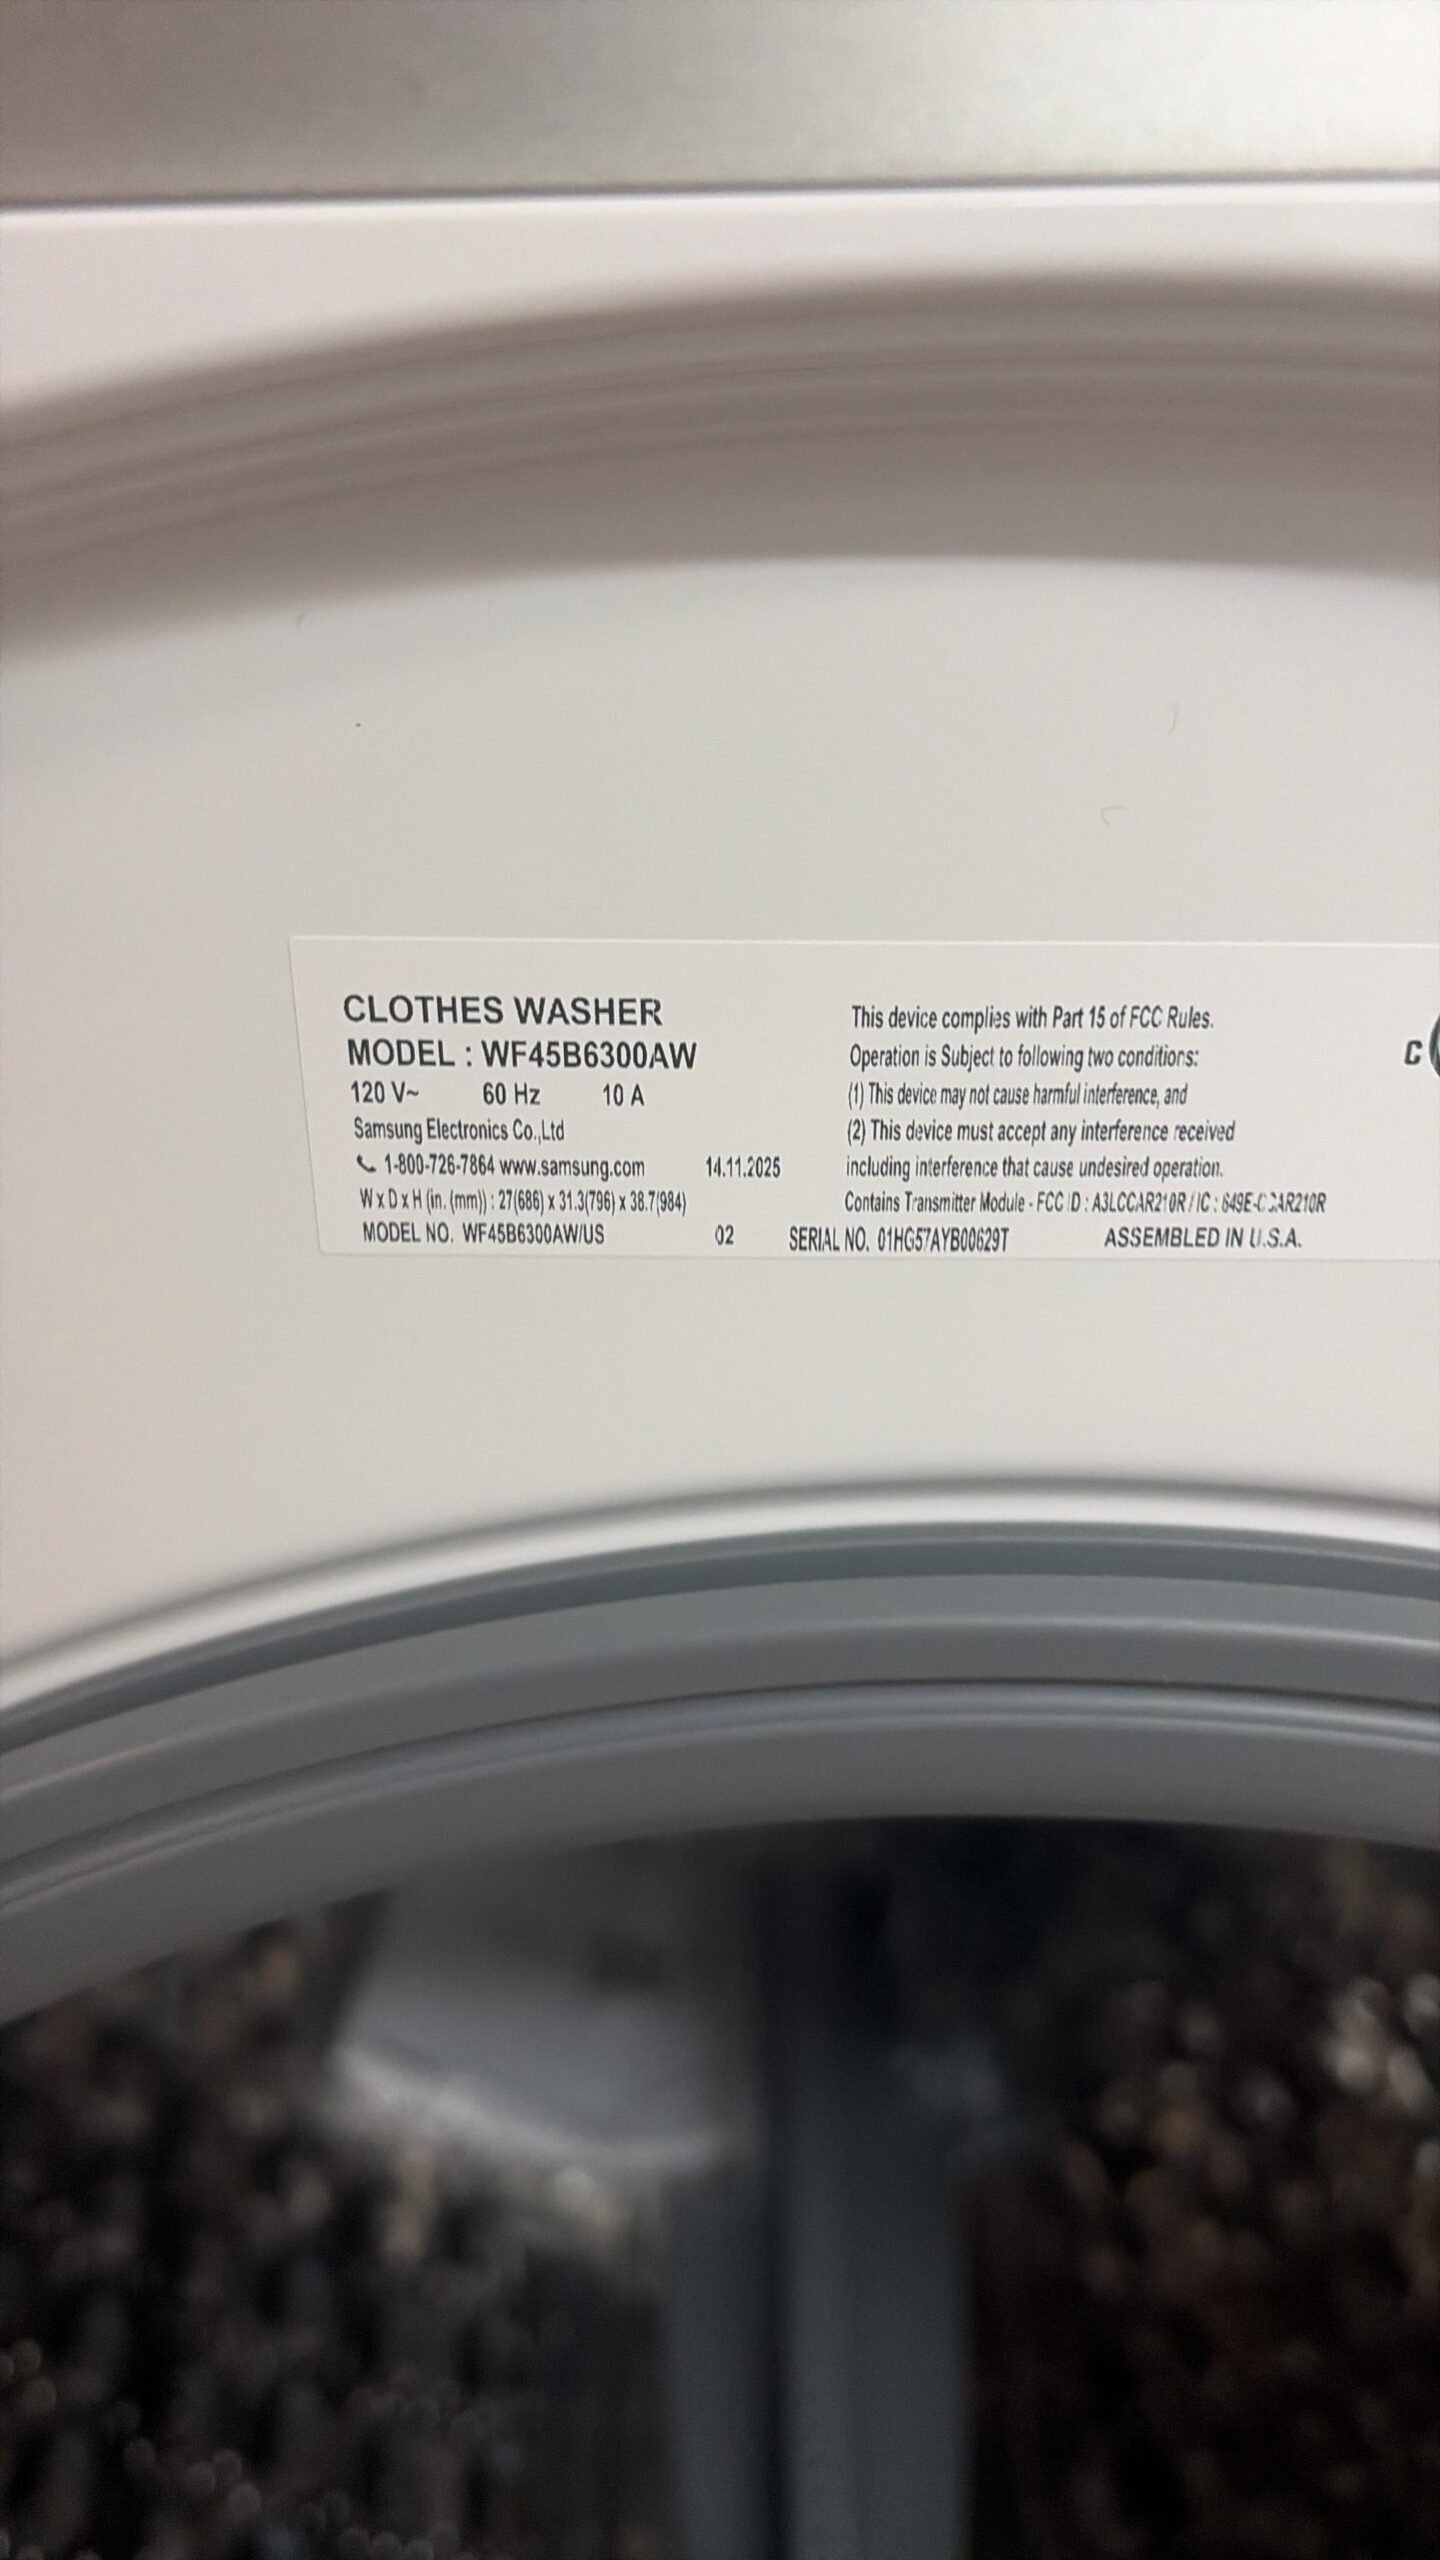 CLOTHES WASHER
MODEL : WF45B6300AW
120 V~ 60 Hz 10 A
Samsung Electronics Co.,Ltd
1-800-726-7864 www.samsung.com 14.11.2025
W x D x H (in. (mm)) : 27(686) x 31.3(796) x 38.7(984)
MODEL NO. WF45B6300AW/US 02 SERIAL NO. 01HG57AYB00629T ASSEMBLED IN U.S.A.
This device complies with Part 15 of FCC Rules.
Operation is Subject to following two conditions:
(1) This device may not cause harmful interference, and
(2) This device must accept any interference received
including interference that cause undesired operation.
Contains Transmitter Module - FCC ID : A3LCCAR210R / IC : 649E-CCAR210R
C